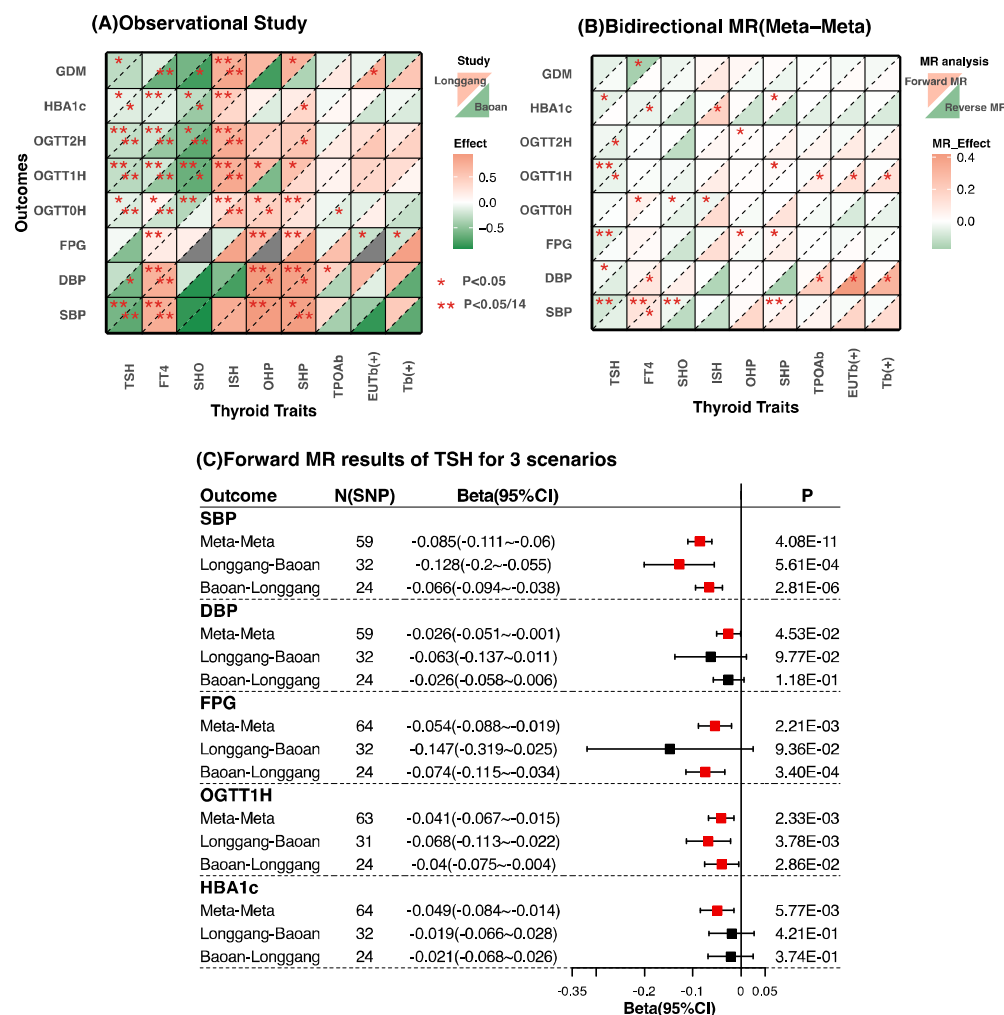 (A)Observational Study
(B)Bidirectional MR(Meta−Meta)
Outcomes
GDM
HBA1c
OGTT2H
OGTT1H
OGTT0H
FPG
DBP
SBP
TSH
FT4
SHO
ISH
OHP
SHP
TPOAb
EUTb(+)
Tb(+)
Thyroid Traits
Study
Longgang
Baoan
Effect
0.5
0.0
−0.5
* P<0.05
** P<0.05/14
GDM
HBA1c
OGTT2H
OGTT1H
OGTT0H
FPG
DBP
SBP
TSH
FT4
SHO
ISH
OHP
SHP
TPOAb
EUTb(+)
Tb(+)
Thyroid Traits
MR analysis
Forward MR
Reverse MF
MR_Effect
0.4
0.2
0.0
(C)Forward MR results of TSH for 3 scenarios
Outcome N(SNP) Beta(95%CI) P
SBP
Meta−Meta 59 -0.085(-0.111~-0.06) 4.08E-11
Longgang-Baoan 32 -0.128(-0.2~-0.055) 5.61E-04
Baoan-Longgang 24 -0.066(-0.094~-0.038) 2.81E-06
DBP
Meta−Meta 59 -0.026(-0.051~-0.001) 4.53E-02
Longgang-Baoan 32 -0.063(-0.137~0.011) 9.77E-02
Baoan-Longgang 24 -0.026(-0.058~0.006) 1.18E-01
FPG
Meta−Meta 64 -0.054(-0.088~-0.019) 2.21E-03
Longgang-Baoan 32 -0.147(-0.319~0.025) 9.36E-02
Baoan-Longgang 24 -0.074(-0.115~-0.034) 3.40E-04
OGTT1H
Meta−Meta 63 -0.041(-0.067~-0.015) 2.33E-03
Longgang-Baoan 31 -0.068(-0.113~-0.022) 3.78E-03
Baoan-Longgang 24 -0.04(-0.075~-0.004) 2.86E-02
HBA1c
Meta−Meta 64 -0.049(-0.084~-0.014) 5.77E-03
Longgang-Baoan 32 -0.019(-0.066~0.028) 4.21E-01
Baoan-Longgang 24 -0.021(-0.068~0.026) 3.74E-01
-0.35 -0.2 -0.1 0 0.05
Beta(95%CI)